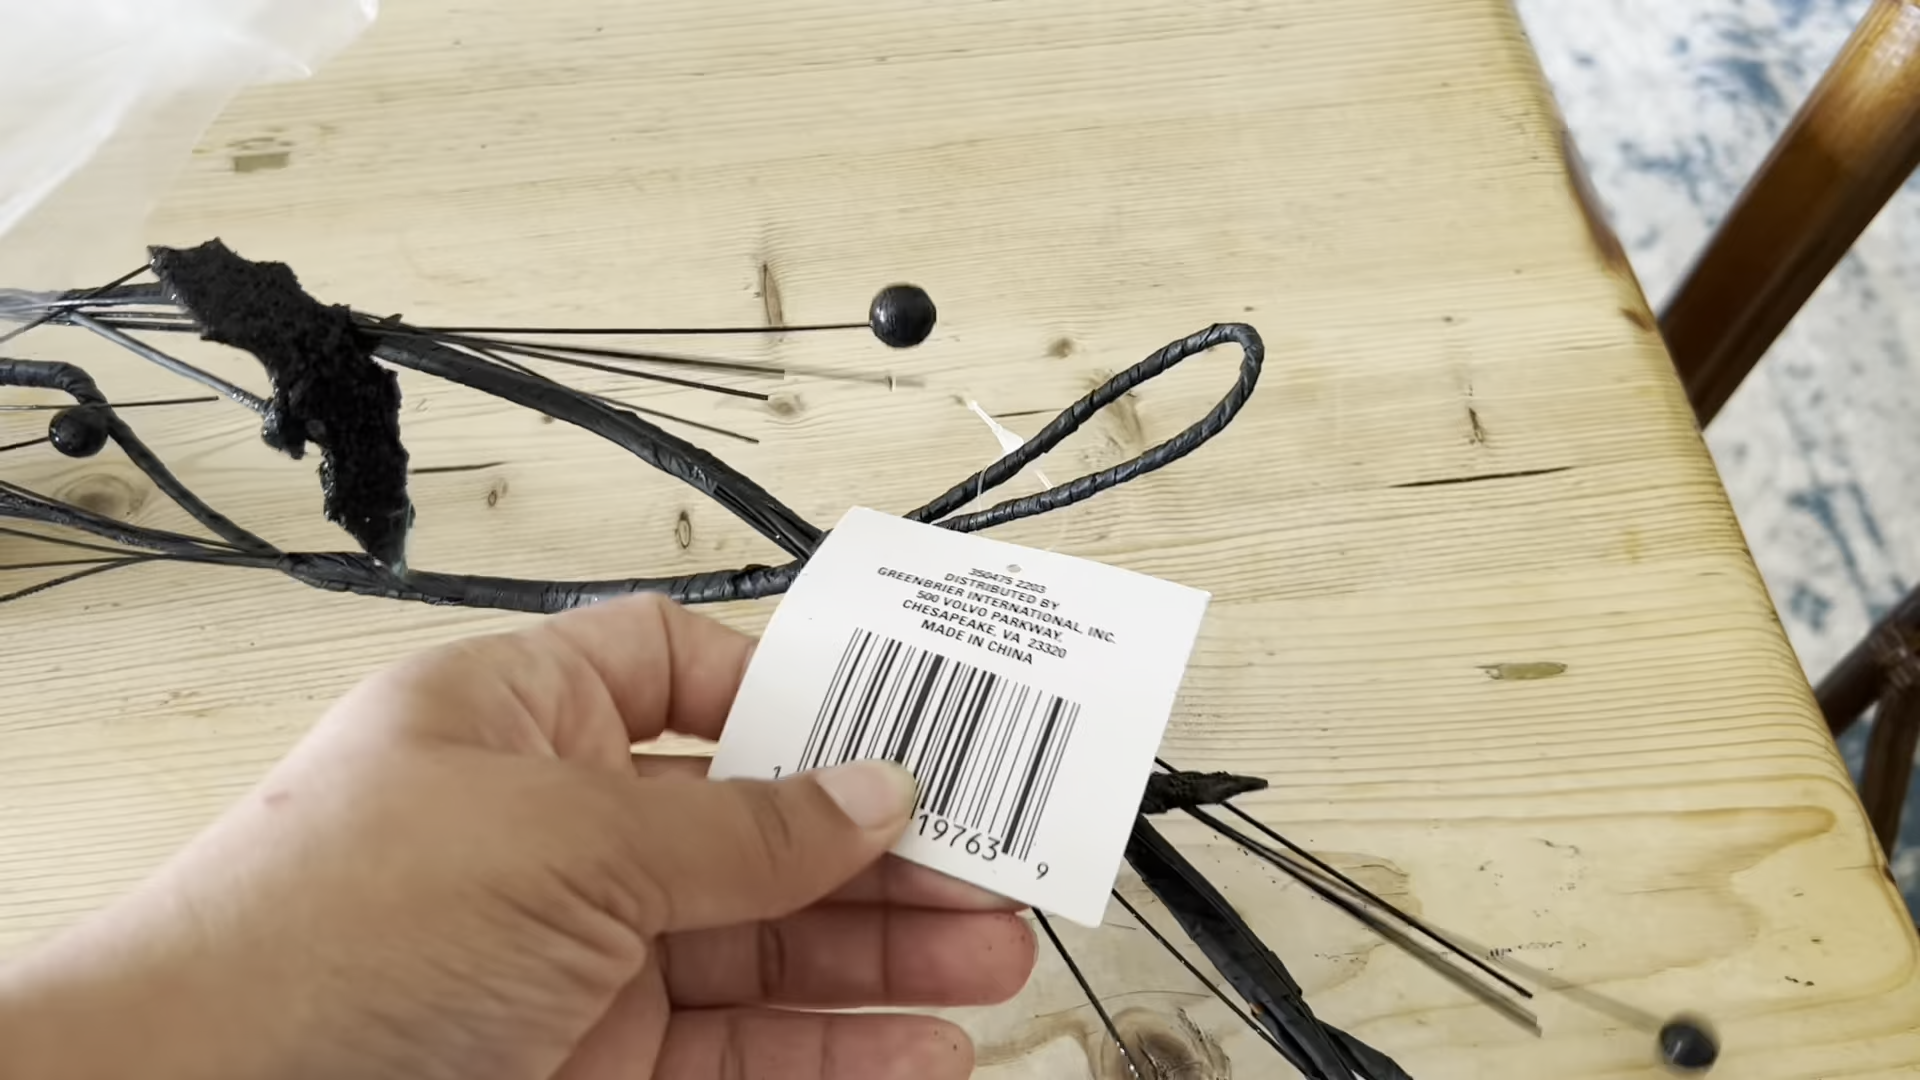 350475 2203
DISTRIBUTED BY
GREENBRIER INTERNATIONAL, INC.
500 VOLVO PARKWAY,
CHESAPEAKE, VA 23320
MADE IN CHINA
1 19763 9